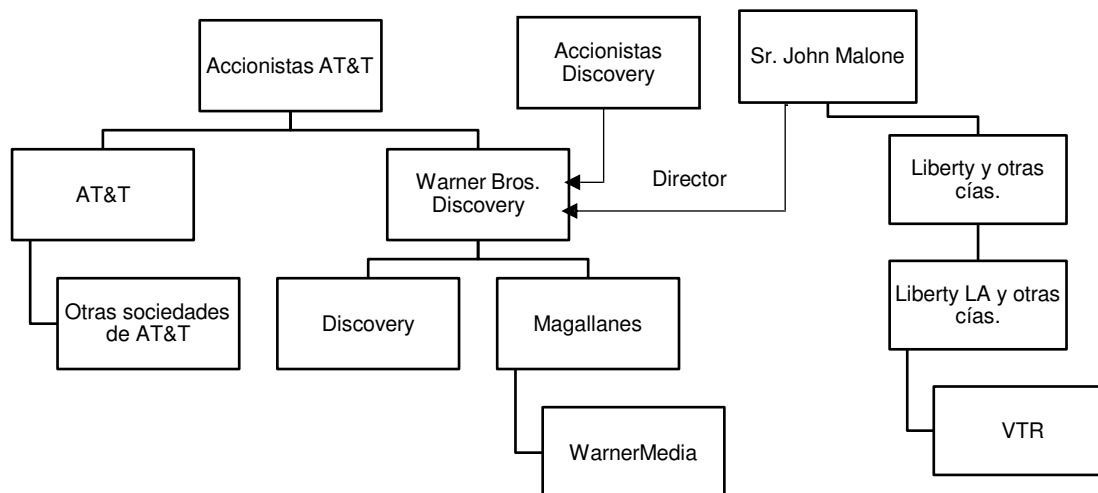 Accionistas AT&T
Accionistas
Discovery
Sr. John Malone
AT&T
Warner Bros.
Discovery
Director
Liberty y otras
cías.
Otras sociedades
de AT&T
Discovery
Magallanes
Liberty LA y otras
cías.
WarnerMedia
VTR